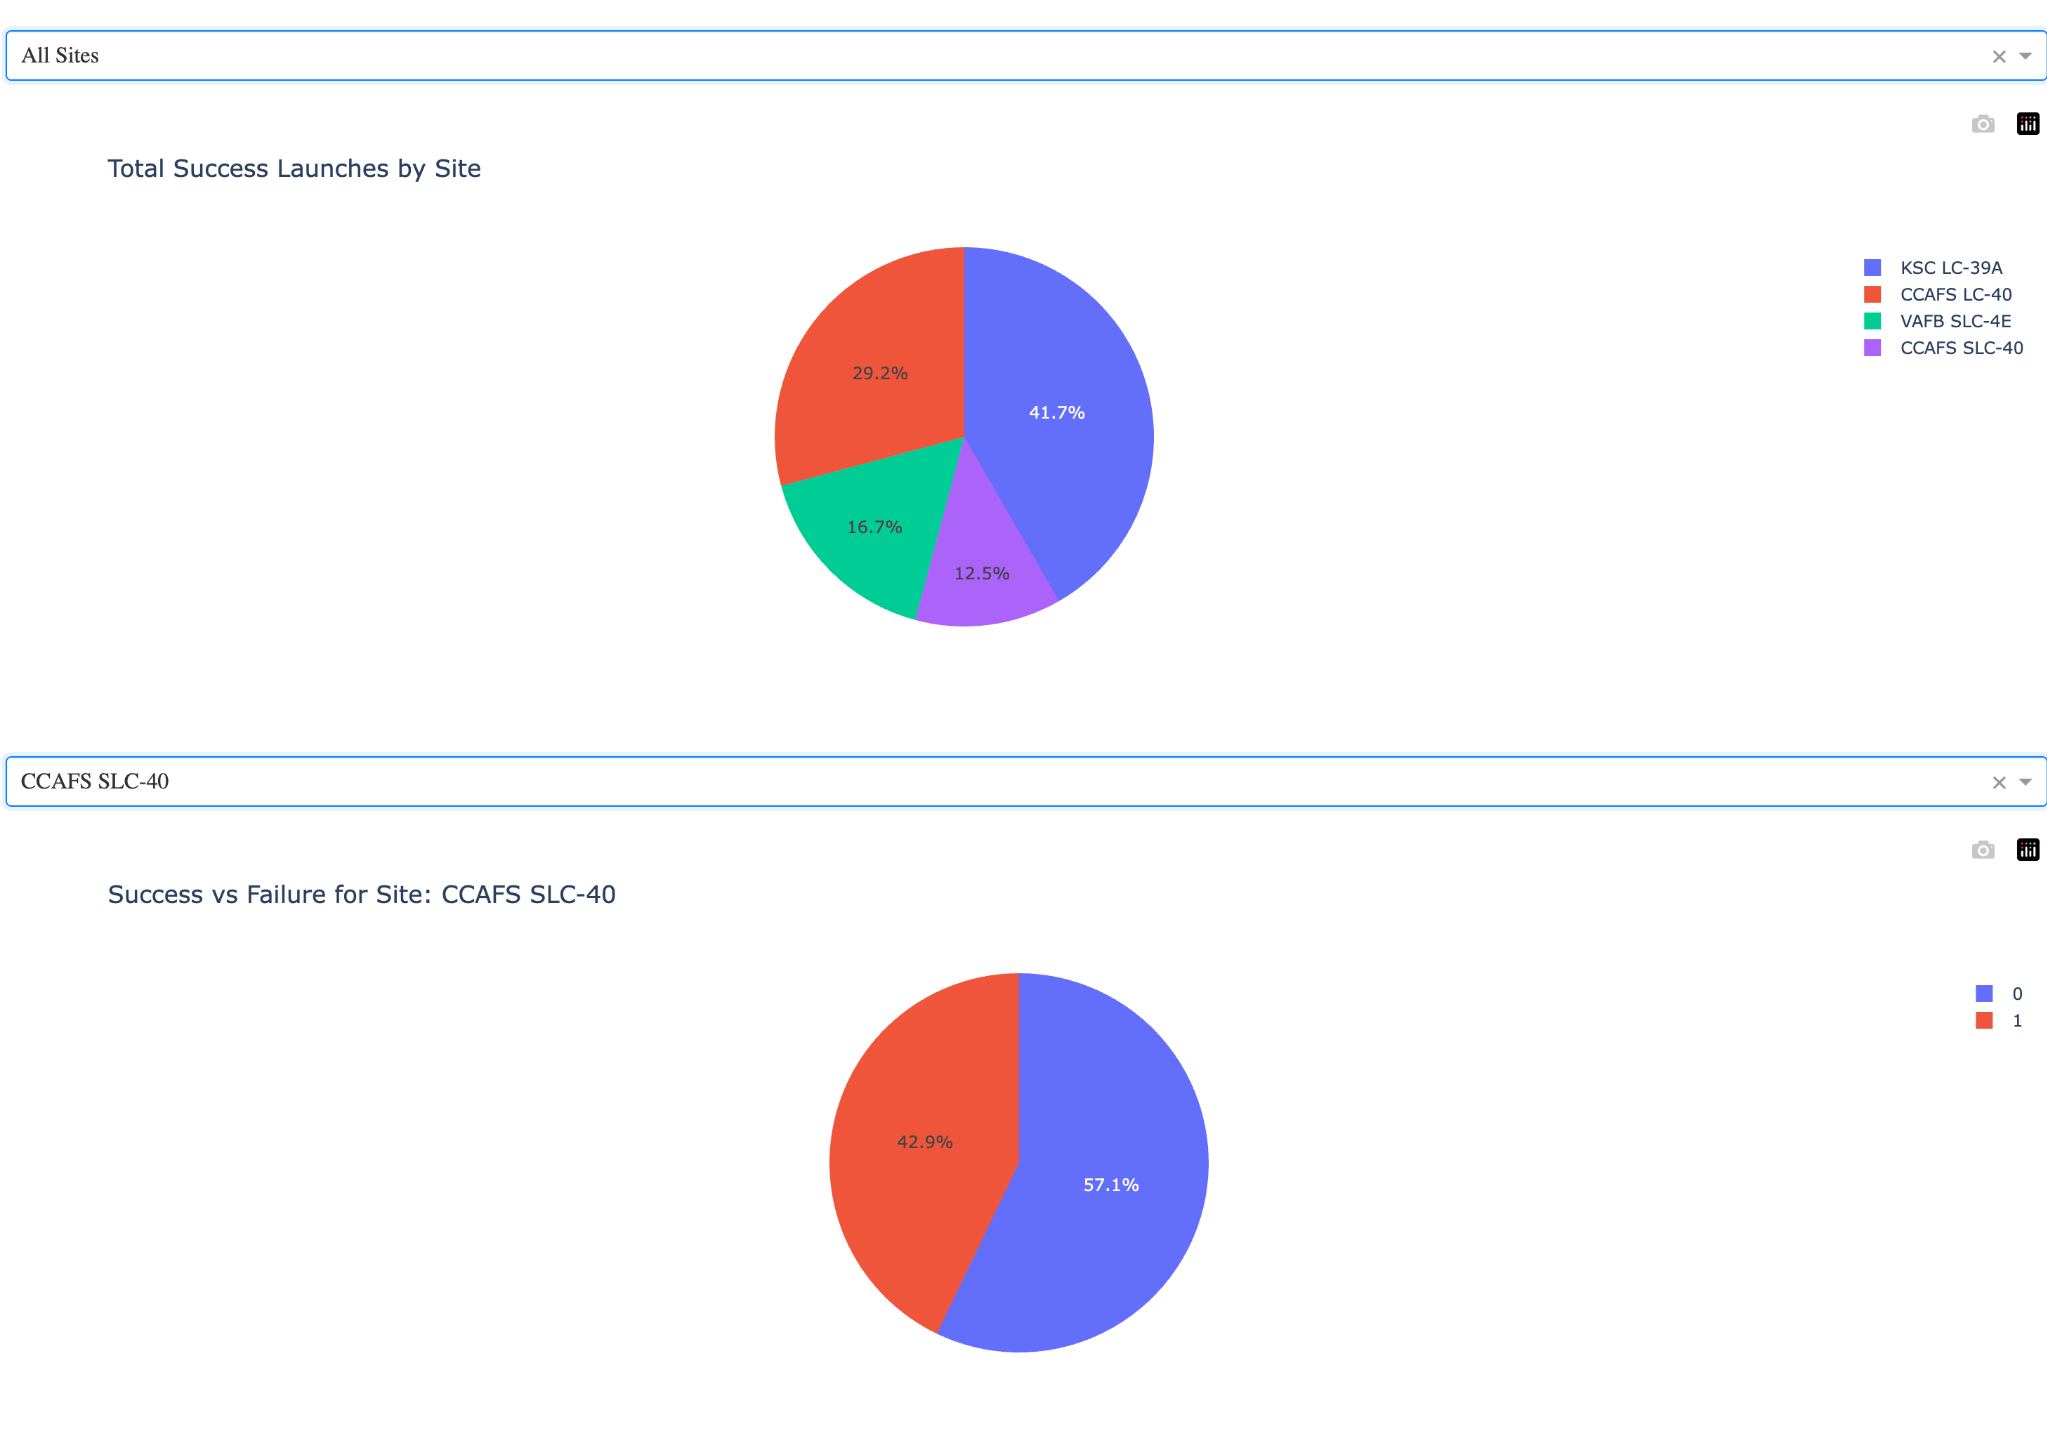 All Sites
Total Success Launches by Site
KSC LC-39A
CCAFS LC-40
VAFB SLC-4E
CCAFS SLC-40
29.2%
41.7%
16.7%
12.5%
CCAFS SLC-40
Success vs Failure for Site: CCAFS SLC-40
0
1
42.9%
57.1%